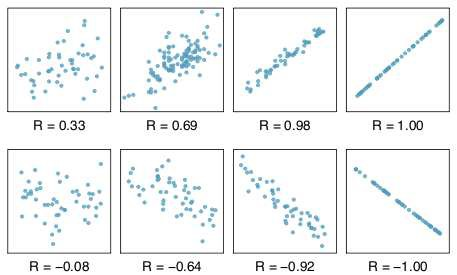 R = 0.33
R = 0.69
R = 0.98
R = 1.00
R = −0.08
R = −0.64
R = −0.92
R = −1.00